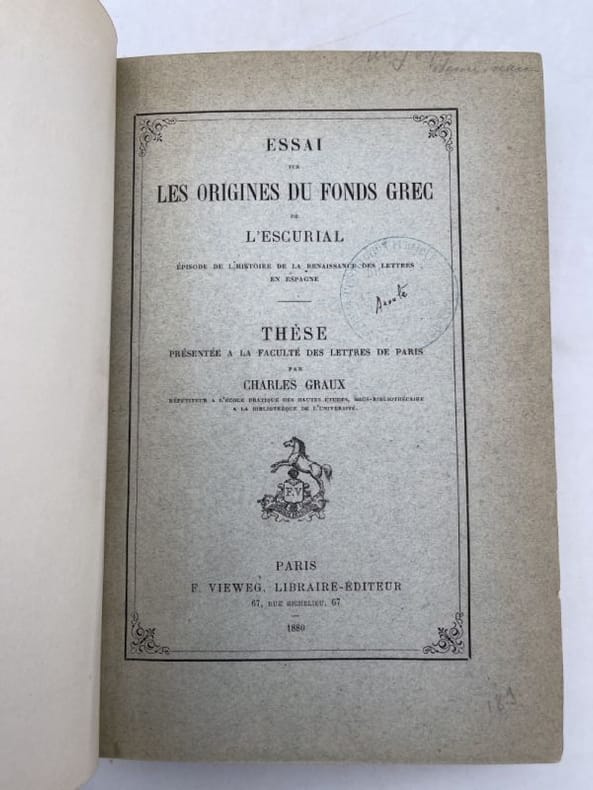 ESSAI
SUR
LES ORIGINES DU FONDS GREC
DE
L'ESCURIAL
ÉPISODE DE L'HISTOIRE DE LA RENAISSANCE DES LETTRES
EN ESPAGNE
THÈSE
PRÉSENTÉE A LA FACULTÉ DES LETTRES DE PARIS
PAR
CHARLES GRAUX
RÉPÉTITEUR A L'ÉCOLE PRATIQUE DES HAUTES ÉTUDES, SOUS-BIBLIOTHÉCAIRE
A LA BIBLIOTHÈQUE DE L'UNIVERSITÉ.
F.V
PARIS
F. VIEWEG, LIBRAIRE-ÉDITEUR
67, RUE RICHELIEU, 67
1880
189